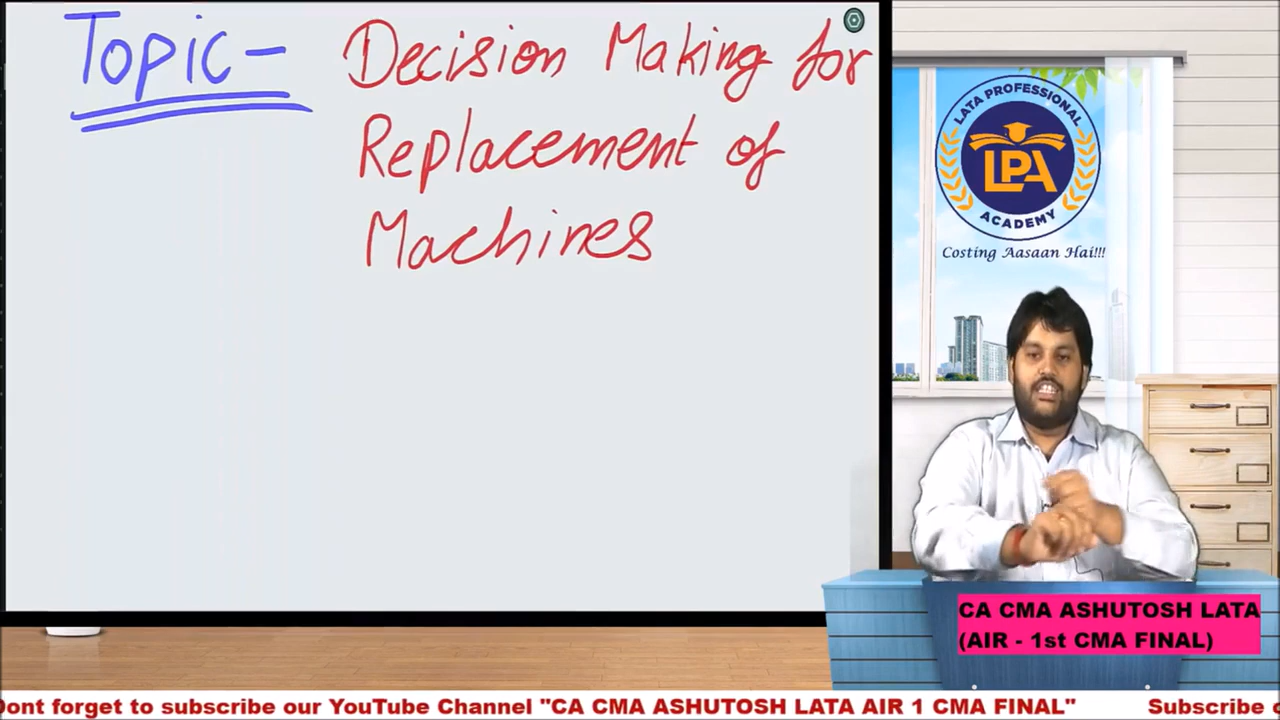 Topic - Decision Making for
Replacement of
Machines
LATA PROFESSIONAL
LPA
ACADEMY
Costing Aasaan Hai!!!
CA CMA ASHUTOSH LATA
(AIR - 1st CMA FINAL)
Dont forget to subscribe our YouTube Channel "CA CMA ASHUTOSH LATA AIR 1 CMA FINAL" Subscribe